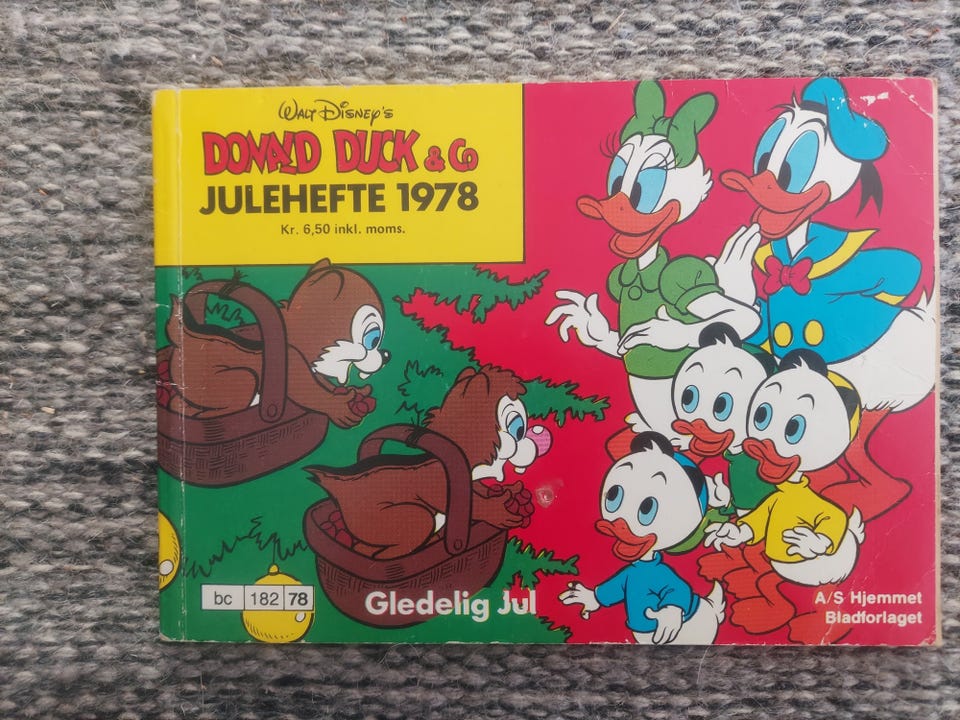 Walt Disney's
DONALD DUCK & Co
JULEHEFTE 1978
Kr. 6,50 inkl. moms.
bc 182 78
Gledelig Jul
A/S Hjemmet
Bladforlaget